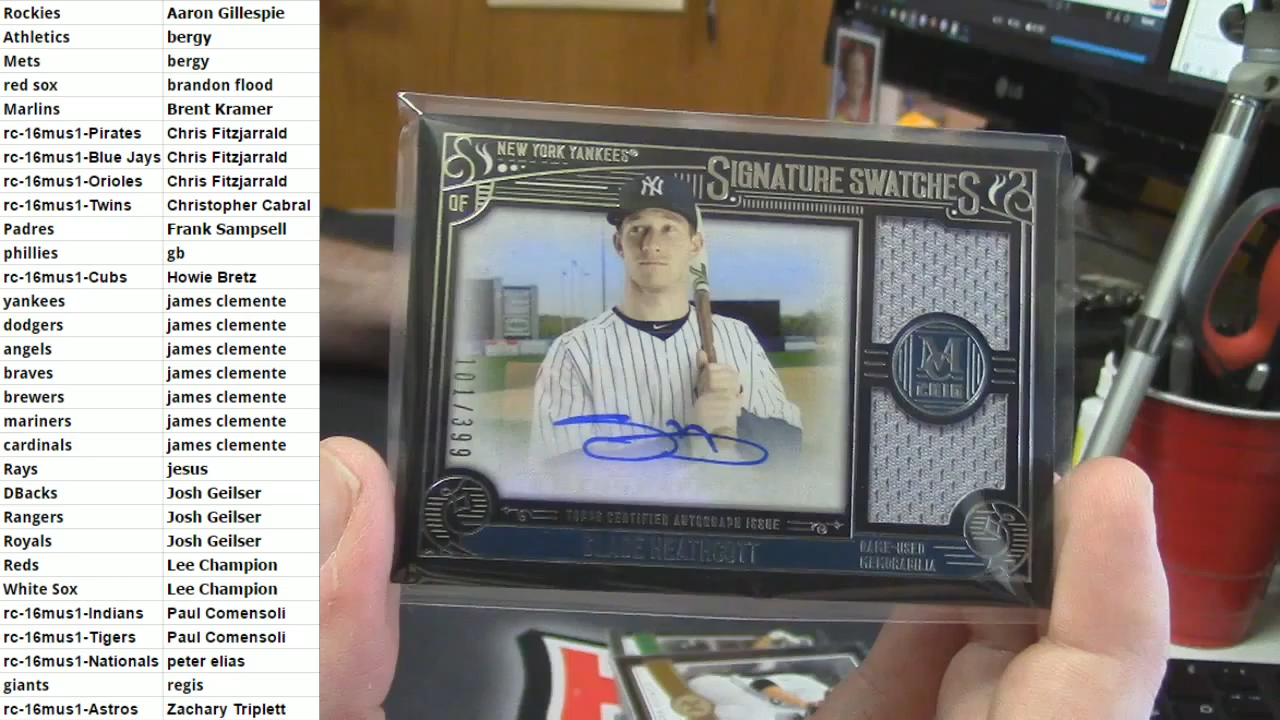 Rockies Aaron Gillespie
Athletics bergy
Mets bergy
red sox brandon flood
Marlins Brent Kramer
rc-16mus1-Pirates Chris Fitzjarrald
rc-16mus1-Blue Jays Chris Fitzjarrald
rc-16mus1-Orioles Chris Fitzjarrald
rc-16mus1-Twins Christopher Cabral
Padres Frank Sampsell
phillies gb
rc-16mus1-Cubs Howie Bretz
yankees james clemente
dodgers james clemente
angels james clemente
braves james clemente
brewers james clemente
mariners james clemente
cardinals james clemente
Rays jesus
DBacks Josh Geilser
Rangers Josh Geilser
Royals Josh Geilser
Reds Lee Champion
White Sox Lee Champion
rc-16mus1-Indians Paul Comensoli
rc-16mus1-Tigers Paul Comensoli
rc-16mus1-Nationals peter elias
giants regis
rc-16mus1-Astros Zachary Triplett
LG
NEW YORK YANKEES®
SIGNATURE SWATCHES
OF
NY
101/399
TOPPS CERTIFIED AUTOGRAPH ISSUE
SLADE HEATHCOTT
GAME-USED
MEMORABILIA